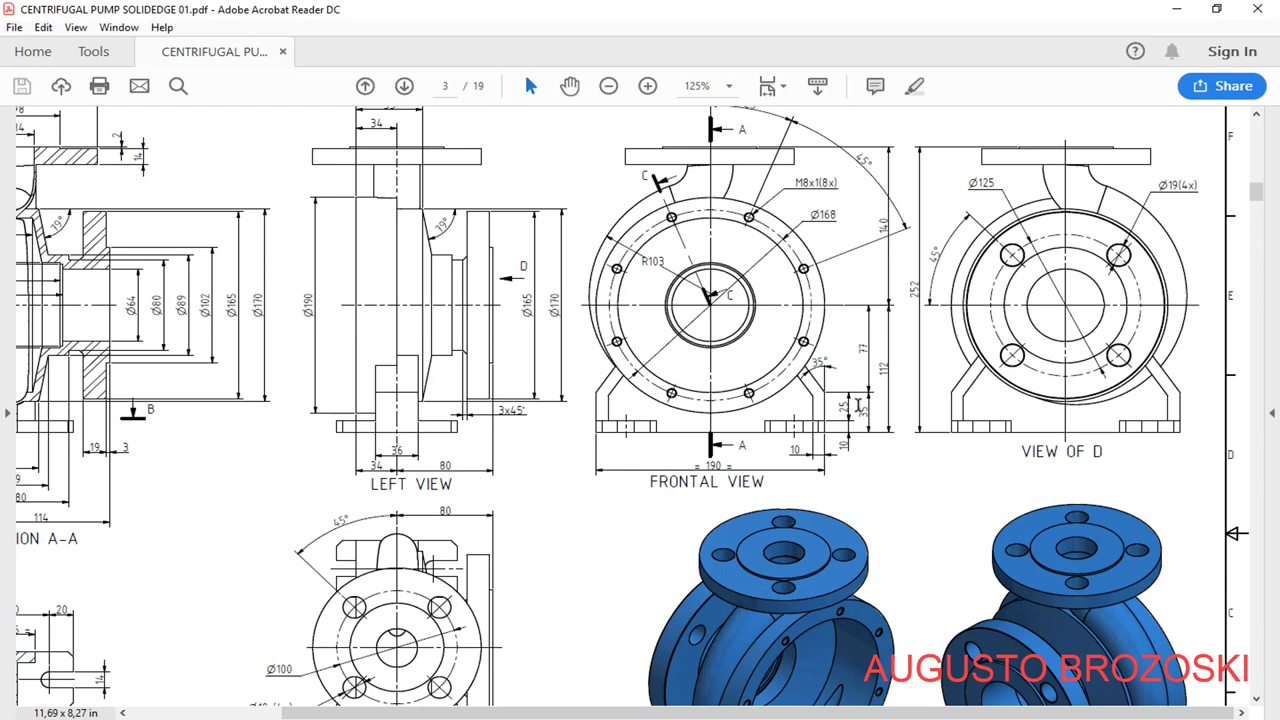 CENTRIFUGAL PUMP SOLIDEDGE 01.pdf - Adobe Acrobat Reader DC
File Edit View Window Help
Home Tools CENTRIFUGAL PU... × Sign In
3 / 19 125% Share
34
2
14
79°
Ø64
Ø80
Ø89
Ø102
Ø165
Ø170
B
19 3
80
114
ION A-A
20
14
34
Ø190
79°
D
Ø165
Ø170
3x45°
36
34 80
LEFT VIEW
A
C
45°
M8x1(8x)
Ø168
R103
C
140
35°
77
112
25
35
10
10
A
= 190 =
FRONTAL VIEW
Ø125
Ø19(4x)
45°
252
VIEW OF D
45°
80
Ø100
F
E
D
C
AUGUSTO BROZOSKI
11,69 x 8,27 in